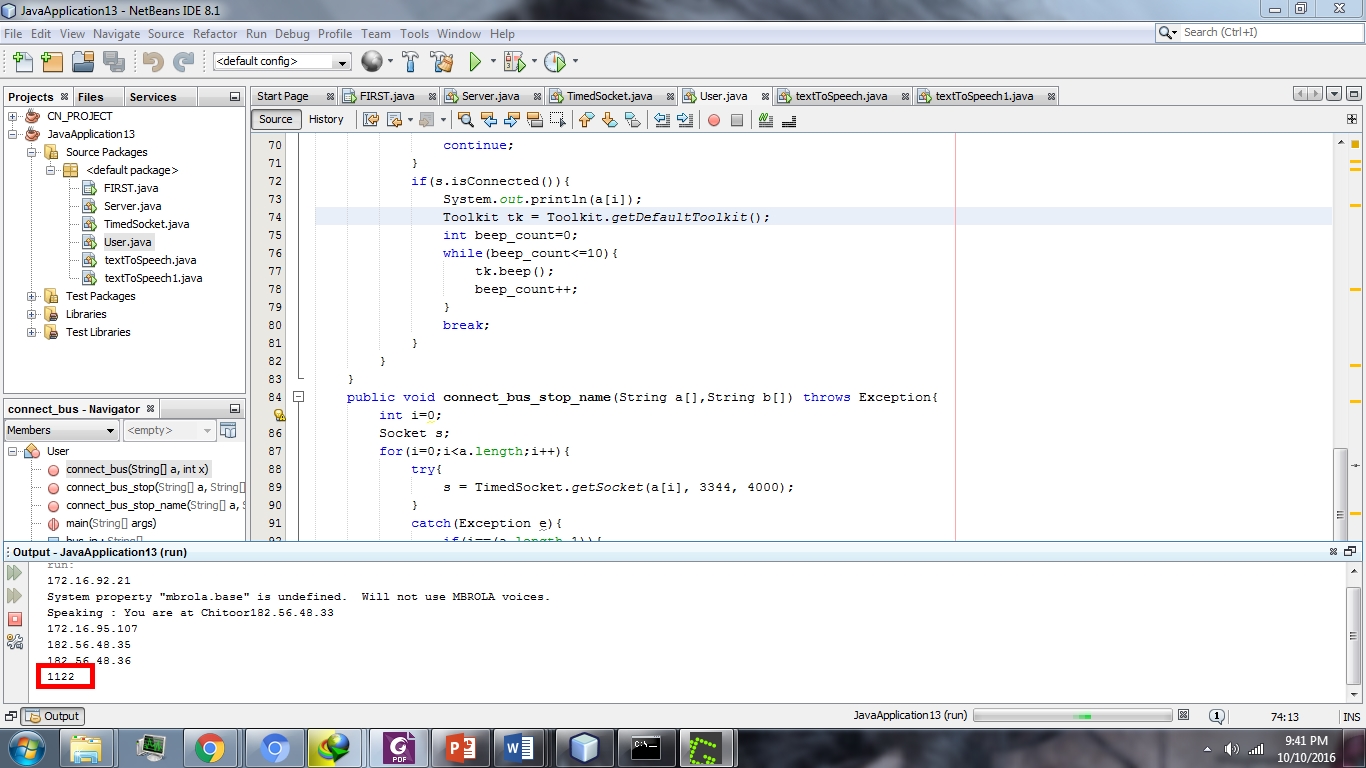 JavaApplication13 - NetBeans IDE 8.1
File Edit View Navigate Source Refactor Run Debug Profile Team Tools Window Help
Search (Ctrl+I)
<default config>
Projects Files Services
CN_PROJECT
JavaApplication13
Source Packages
<default package>
FIRST.java
Server.java
TimedSocket.java
User.java
textToSpeech.java
textToSpeech1.java
Test Packages
Libraries
Test Libraries
connect_bus - Navigator
Members <empty>
User
connect_bus(String[] a, int x)
connect_bus_stop(String[] a, String[]
connect_bus_stop_name(String[] a,
main(String[] args)
bus_ip : String[]
Start Page FIRST.java Server.java TimedSocket.java User.java textToSpeech.java textToSpeech1.java
Source History
70 continue;
71 }
72 if(s.isConnected()){
73 System.out.println(a[i]);
74 Toolkit tk = Toolkit.getDefaultToolkit();
75 int beep_count=0;
76 while(beep_count<=10){
77 tk.beep();
78 beep_count++;
79 }
80 break;
81 }
82 }
83 }
84 public void connect_bus_stop_name(String a[],String b[]) throws Exception{
int i=0;
86 Socket s;
87 for(i=0;i<a.length;i++){
88 try{
89 s = TimedSocket.getSocket(a[i], 3344, 4000);
90 }
91 catch(Exception e){
92 if(i==(a.length-1)){
Output - JavaApplication13 (run)
run:
172.16.92.21
System property "mbrola.base" is undefined.  Will not use MBROLA voices.
Speaking : You are at Chitoor182.56.48.33
172.16.95.107
182.56.48.35
182.56.48.36
1122
Output
JavaApplication13 (run)
1
74:13
INS
PDF
C:\
9:41 PM
10/10/2016